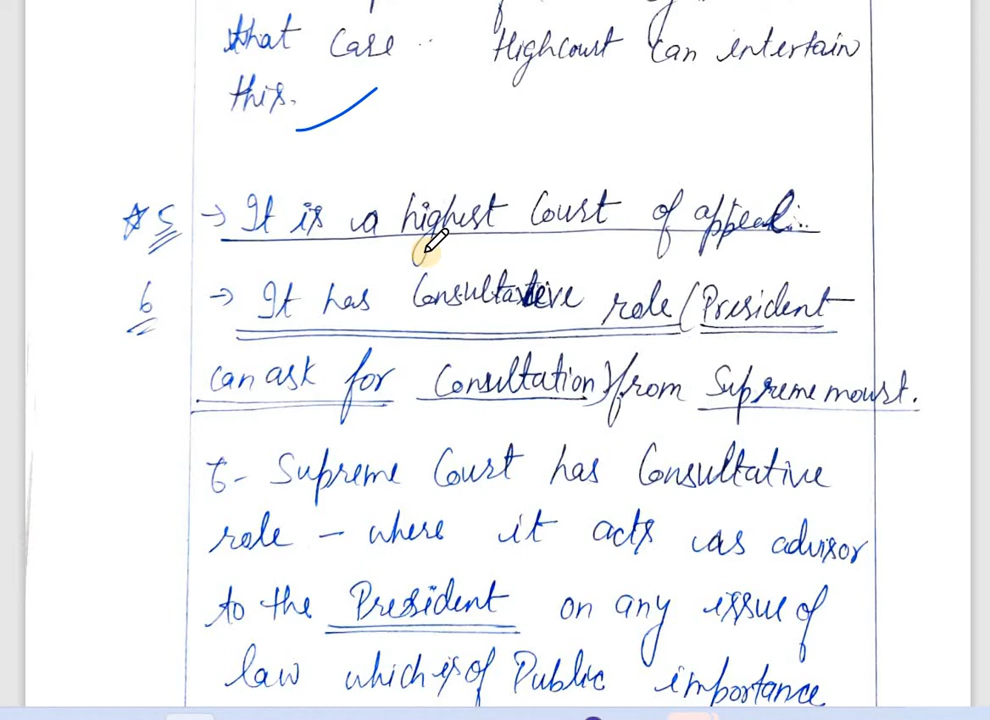 that case .. Highcourt can entertain
this.
☆ 5 → It is a highest Court of appeal...
6 → It has Consultative role (President
can ask for Consultation) from Supreme mourt.
6- Supreme Court has Consultative
role - where it acts as advisor
to the President on any issue of
law which is of Public importance